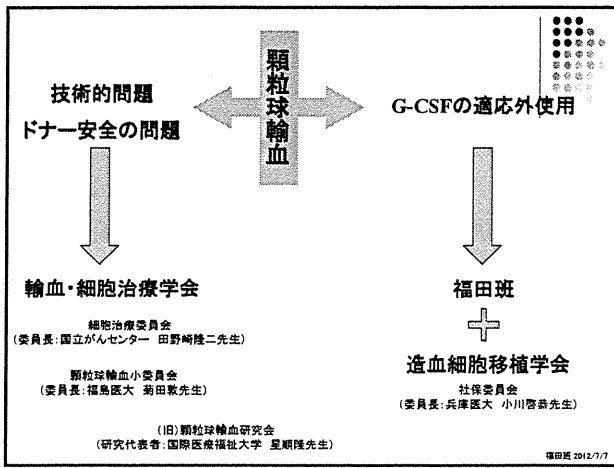 顆粒球輸血
技術的問題
ドナー安全の問題
G-CSFの適応外使用
輸血・細胞治療学会
細胞治療委員会
(委員長:国立がんセンター 田野崎隆二先生)
顆粒球輸血小委員会
(委員長:福島医大 菊田敦先生)
(旧)顆粒球輸血研究会
(研究代表者:国際医療福祉大学 星順隆先生)
福田班
造血細胞移植学会
社保委員会
(委員長:兵庫医大 小川啓恭先生)
福田班 2012/7/7